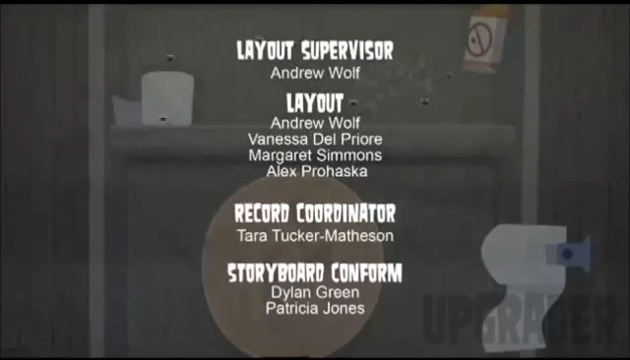 LAYOUT SUPERVISOR
Andrew Wolf
LAYOUT
Andrew Wolf
Vanessa Del Priore
Margaret Simmons
Alex Prohaska
RECORD COORDINATOR
Tara Tucker-Matheson
STORYBOARD CONFORM
Dylan Green
Patricia Jones
UPGRADER